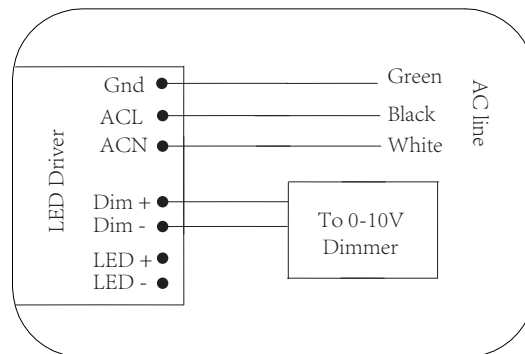 LED Driver
Gnd
ACL
ACN
Dim +
Dim -
LED +
LED -
Green
Black
White
AC line
To 0-10V
Dimmer